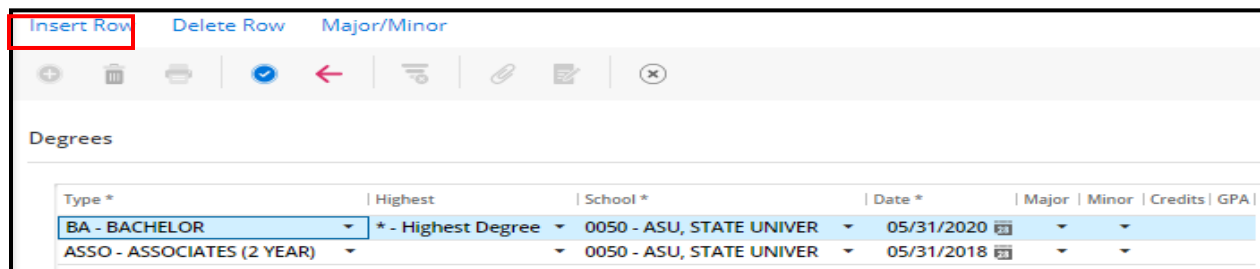 Insert Row Delete Row Major/Minor
Degrees
Type * Highest School * Date * Major Minor Credits GPA
BA - BACHELOR * - Highest Degree 0050 - ASU, STATE UNIVER 05/31/2020
ASSO - ASSOCIATES (2 YEAR) 0050 - ASU, STATE UNIVER 05/31/2018